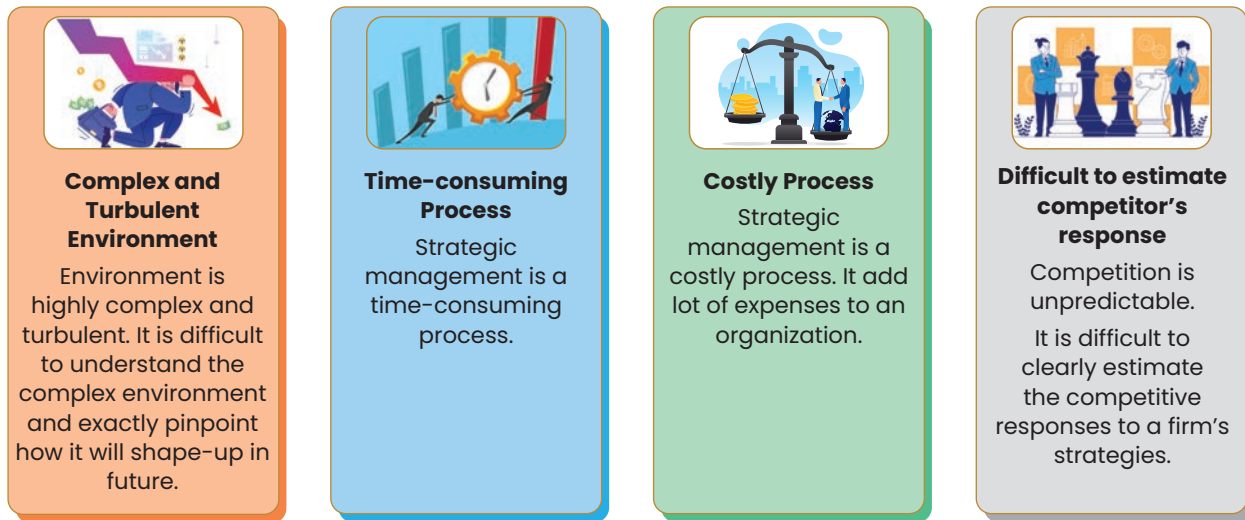 Complex and
Turbulent
Environment
Environment is
highly complex and
turbulent. It is difficult
to understand the
complex environment
and exactly pinpoint
how it will shape-up in
future.
Time-consuming
Process
Strategic
management is a
time-consuming
process.
Costly Process
Strategic
management is a
costly process. It add
lot of expenses to an
organization.
Difficult to estimate
competitor’s
response
Competition is
unpredictable.
It is difficult to
clearly estimate
the competitive
responses to a firm’s
strategies.